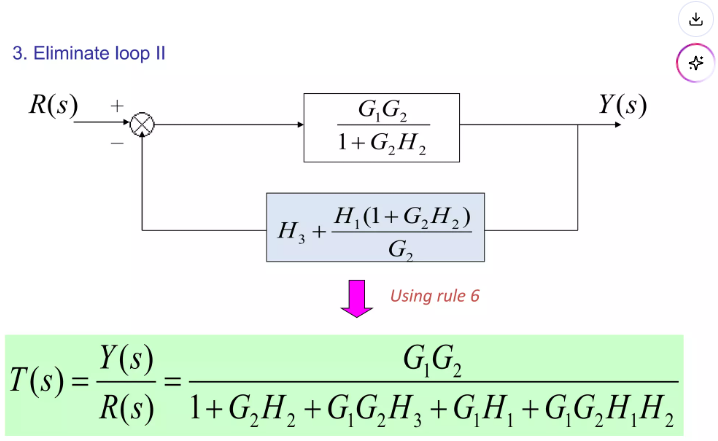 3. Eliminate loop II
R(s) + − G₁G₂ / 1 + G₂H₂ Y(s)
H₃ + H₁(1 + G₂H₂) / G₂
Using rule 6
T(s) = Y(s) / R(s) = G₁G₂ / 1 + G₂H₂ + G₁G₂H₃ + G₁H₁ + G₁G₂H₁H₂